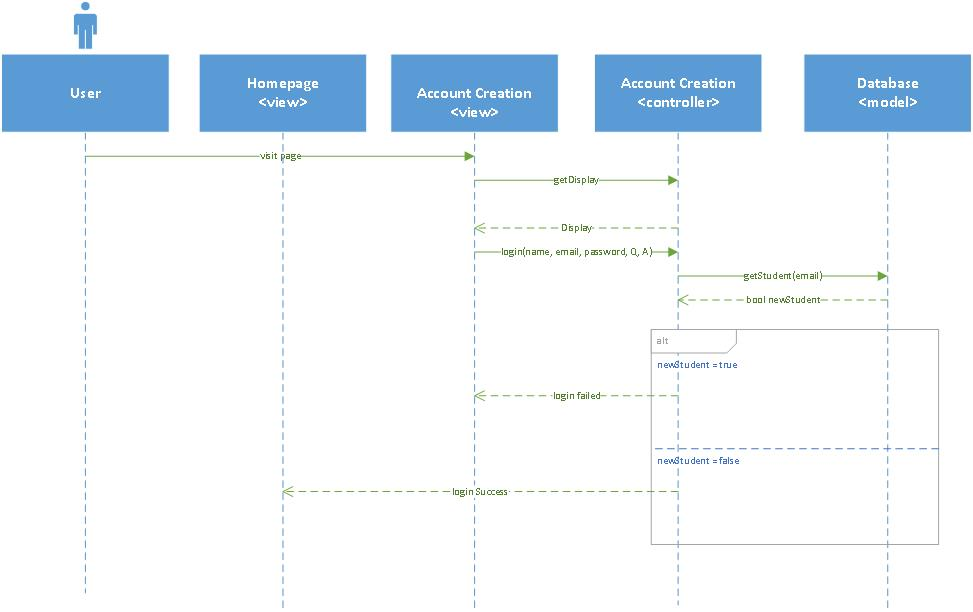 User
Homepage
<view>
Account Creation
<view>
Account Creation
<controller>
Database
<model>
visit page
getDisplay
Display
login(name, email, password, Q, A)
getStudent(email)
bool newStudent
alt
newStudent = true
login failed
newStudent = false
login Success